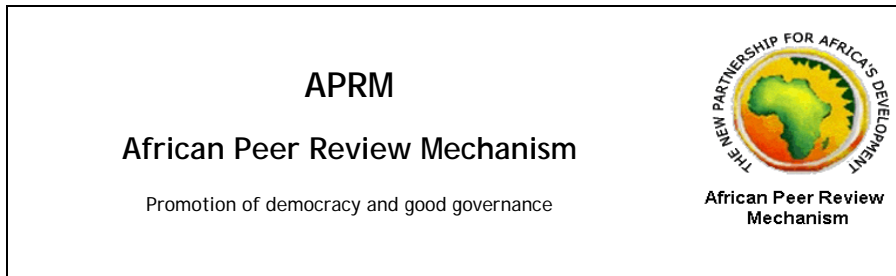 APRM
African Peer Review Mechanism
Promotion of democracy and good governance
THE NEW PARTNERSHIP FOR AFRICA'S DEVELOPMENT
African Peer Review
Mechanism